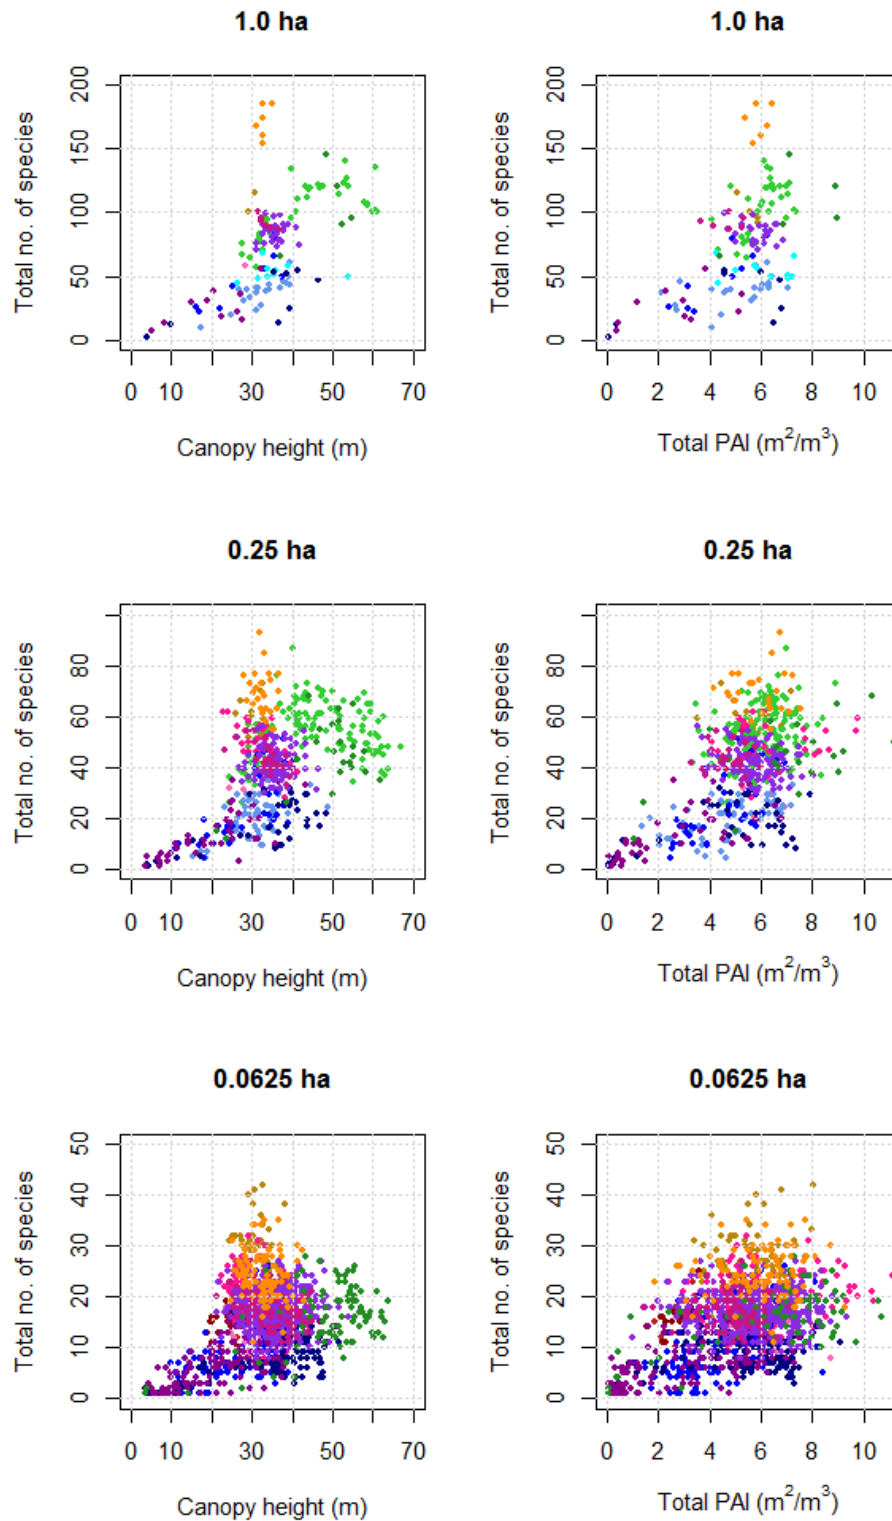 1.0 ha
1.0 ha
Total no. of species
200
150
100
50
0
0 10 30 50 70
Canopy height (m)
Total no. of species
200
150
100
50
0
0 2 4 6 8 10
Total PAI (m²/m³)
0.25 ha
0.25 ha
Total no. of species
80
60
40
20
0
0 10 30 50 70
Canopy height (m)
Total no. of species
80
60
40
20
0
0 2 4 6 8 10
Total PAI (m²/m³)
0.0625 ha
0.0625 ha
Total no. of species
50
40
30
20
10
0
0 10 30 50 70
Canopy height (m)
Total no. of species
50
40
30
20
10
0
0 2 4 6 8 10
Total PAI (m²/m³)